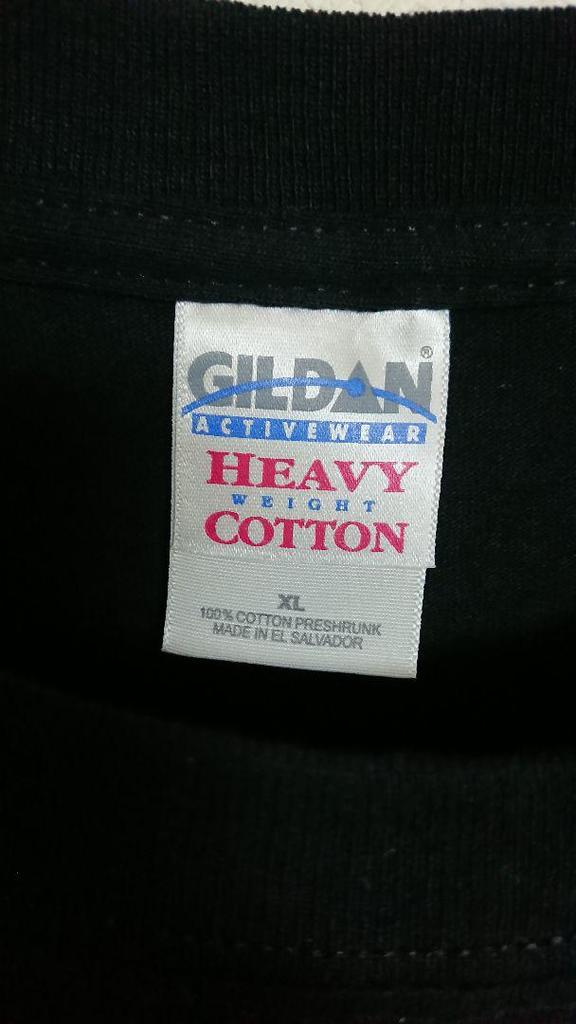 GILDAN®
ACTIVEWEAR
HEAVY
WEIGHT
COTTON
XL
100% COTTON PRESHRUNK
MADE IN EL SALVADOR